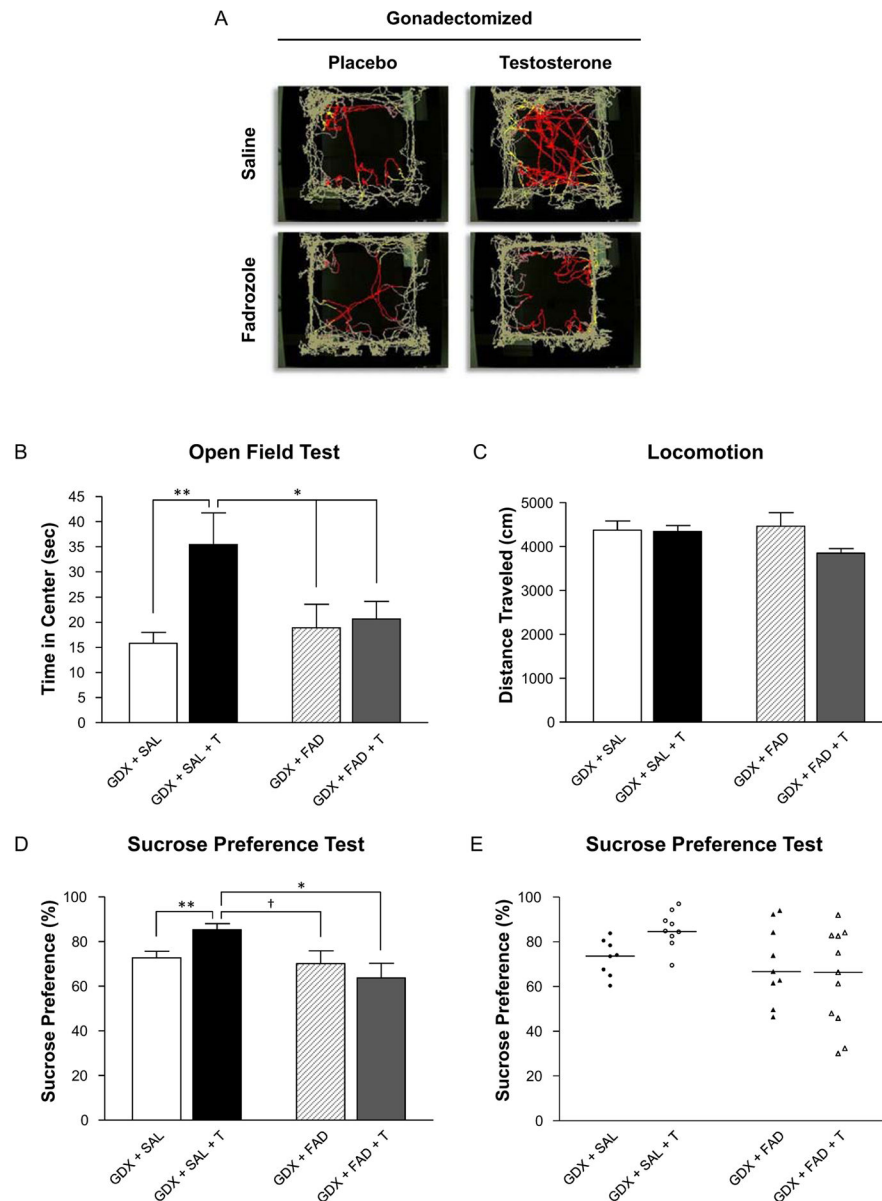 A
Gonadectomized
Placebo Testosterone
Saline
Fadrozole
B Open Field Test
Time in Center (sec)
45
40
35
30
25
20
15
10
5
0
** *
GDX + SAL
GDX + SAL + T
GDX + FAD
GDX + FAD + T
C Locomotion
Distance Traveled (cm)
5000
4000
3000
2000
1000
0
GDX + SAL
GDX + SAL + T
GDX + FAD
GDX + FAD + T
D Sucrose Preference Test
Sucrose Preference (%)
100
80
60
40
20
0
*
** †
GDX + SAL
GDX + SAL + T
GDX + FAD
GDX + FAD + T
E Sucrose Preference Test
Sucrose Preference (%)
100
80
60
40
20
0
GDX + SAL
GDX + SAL + T
GDX + FAD
GDX + FAD + T